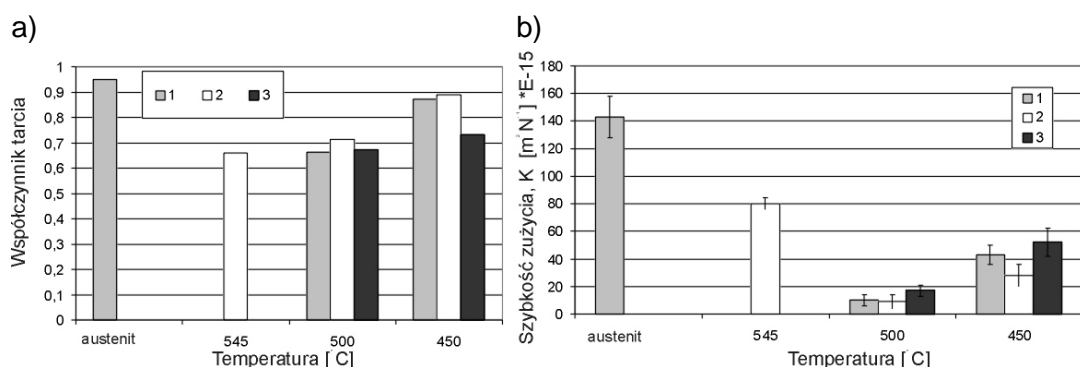 a)
Współczynnik tarcia
1
0,9
0,8
0,7
0,6
0,5
0,4
0,3
0,2
0,1
0
1 2 3
austenit 545 500 450
Temperatura [°C]
b)
Szybkość zużycia, K [m³N⁻¹] *E-15
180
160
140
120
100
80
60
40
20
0
1
2
3
austenit 545 500 450
Temperatura [°C]